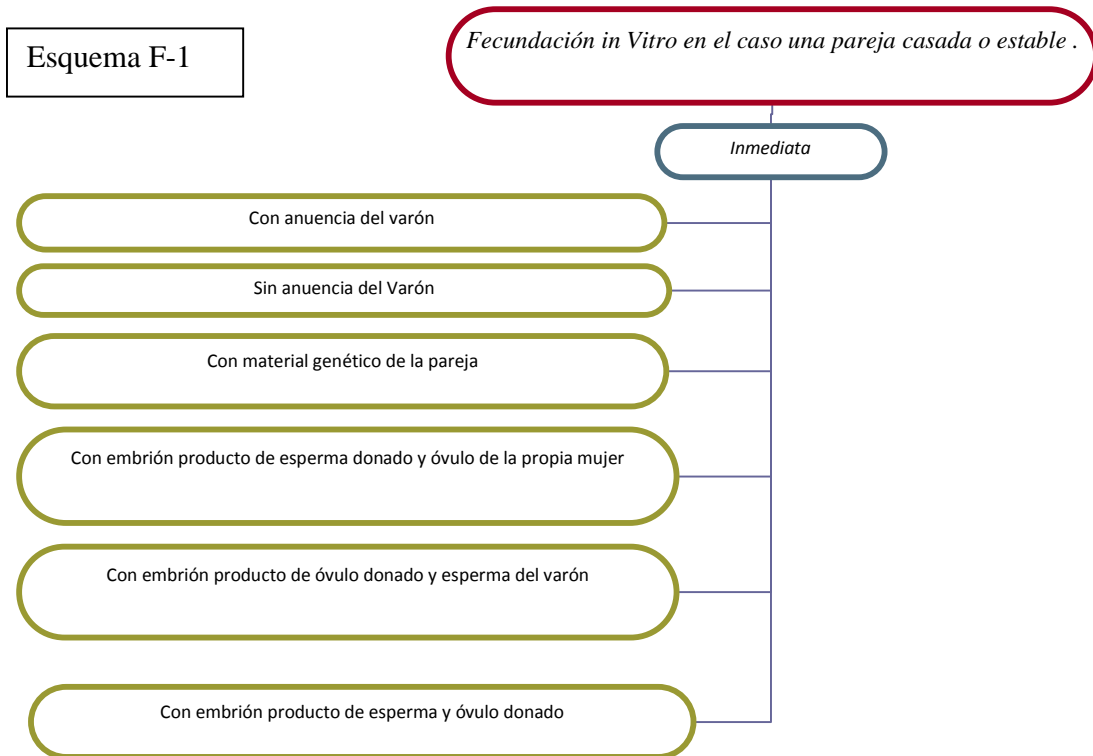 Esquema F-1
Fecundación in Vitro en el caso una pareja casada o estable .
Inmediata
Con anuencia del varón
Sin anuencia del Varón
Con material genético de la pareja
Con embrión producto de esperma donado y óvulo de la propia mujer
Con embrión producto de óvulo donado y esperma del varón
Con embrión producto de esperma y óvulo donado